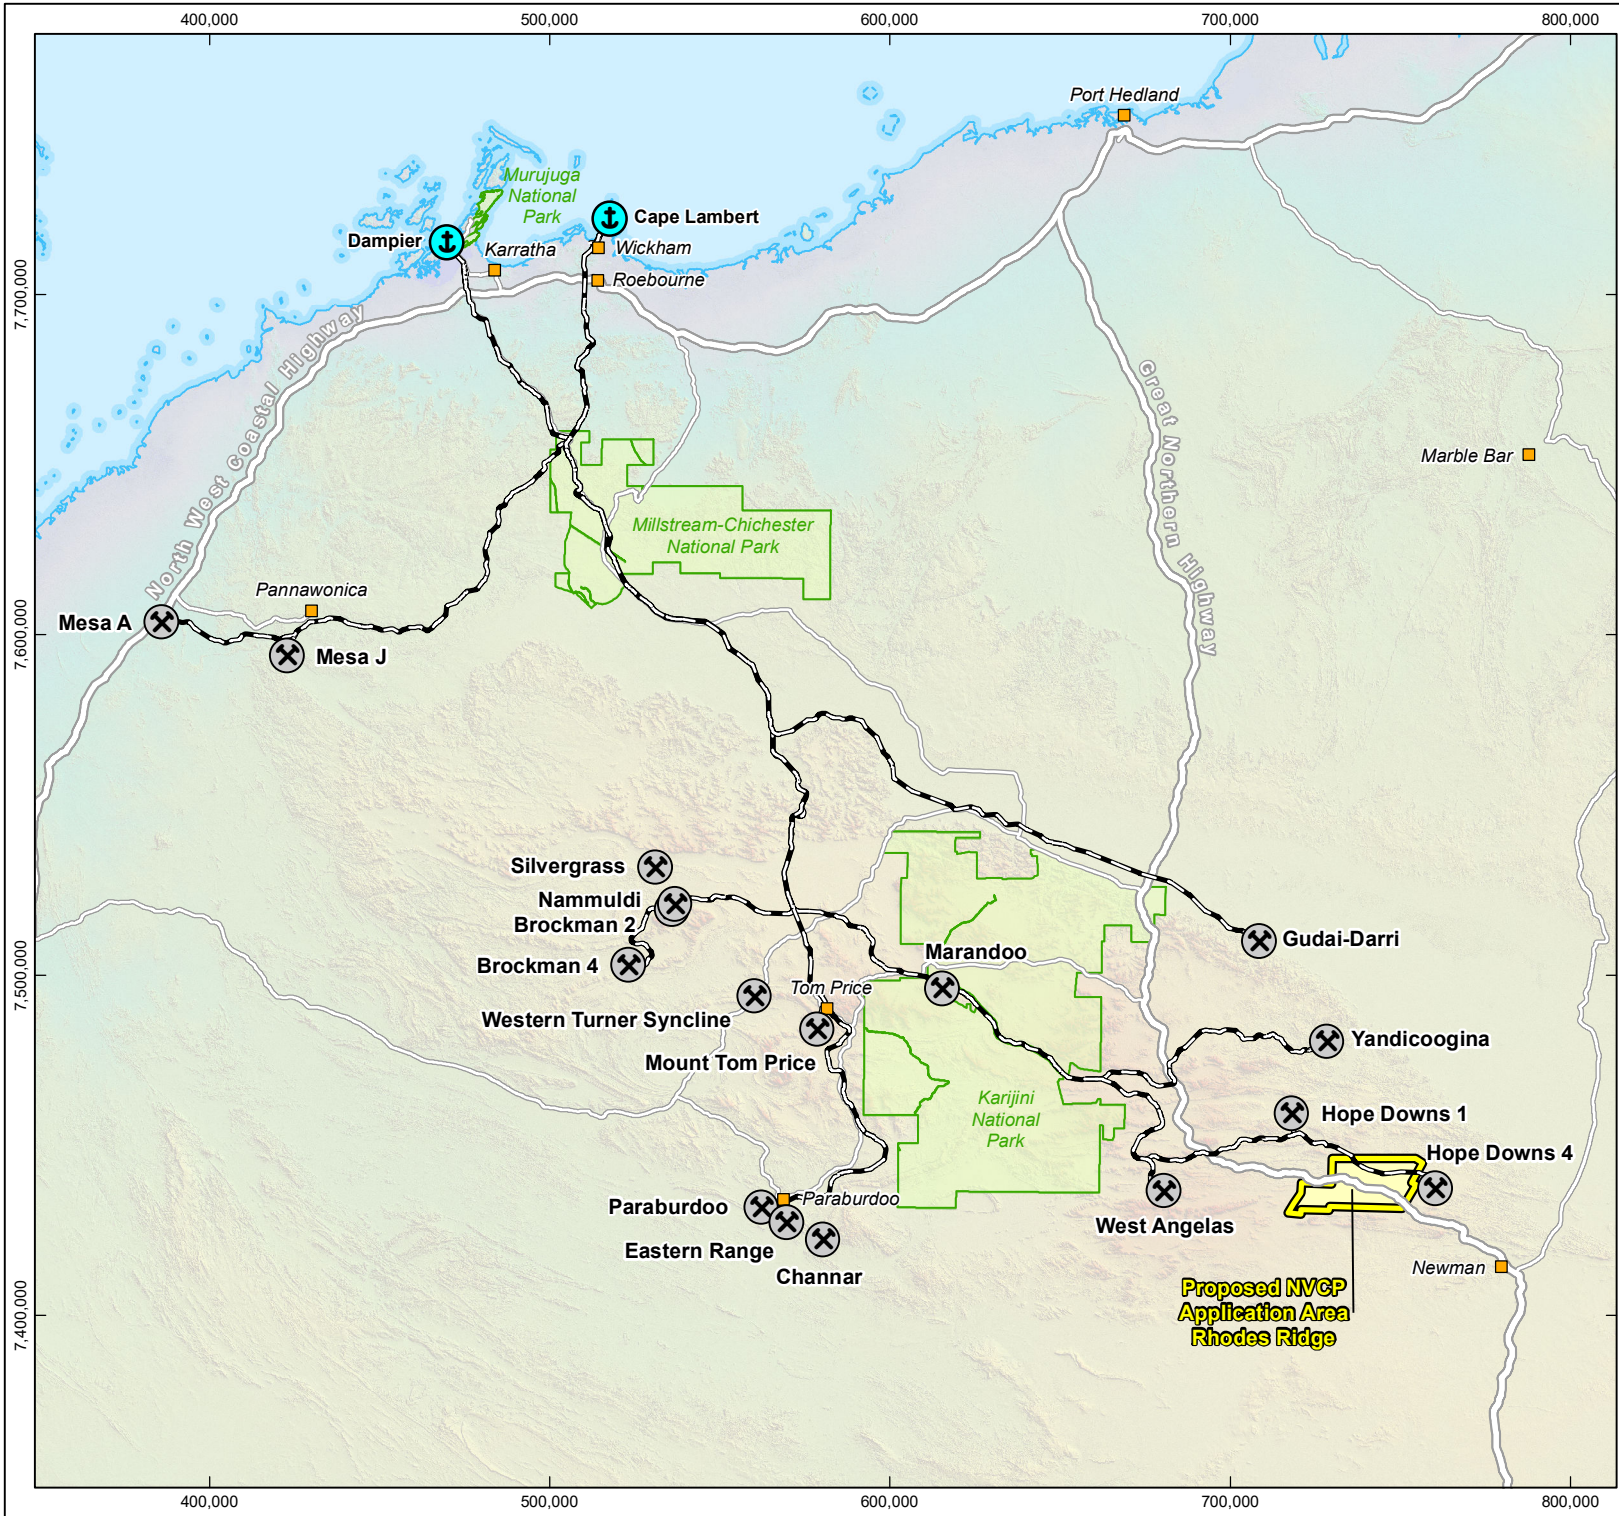 400,000
500,000
600,000
700,000
800,000
Port Hedland
Murujuga
National
Park
Cape Lambert
Dampier
Karratha
Wickham
Roebourne
7,700,000
North West Coastal Highway
Great Northern Highway
Marble Bar
Millstream-Chichester
National Park
Pannawonica
Mesa A
Mesa J
7,600,000
Silvergrass
Nammuldi
Brockman 2
Brockman 4
Marandoo
Gudai-Darri
7,500,000
Tom Price
Western Turner Syncline
Mount Tom Price
Yandicoogina
Karijini
National
Park
Hope Downs 1
Hope Downs 4
Paraburdoo
Paraburdoo
West Angelas
Eastern Range
Channar
Newman
Proposed NVCP
Application Area
Rhodes Ridge
7,400,000
400,000
500,000
600,000
700,000
800,000